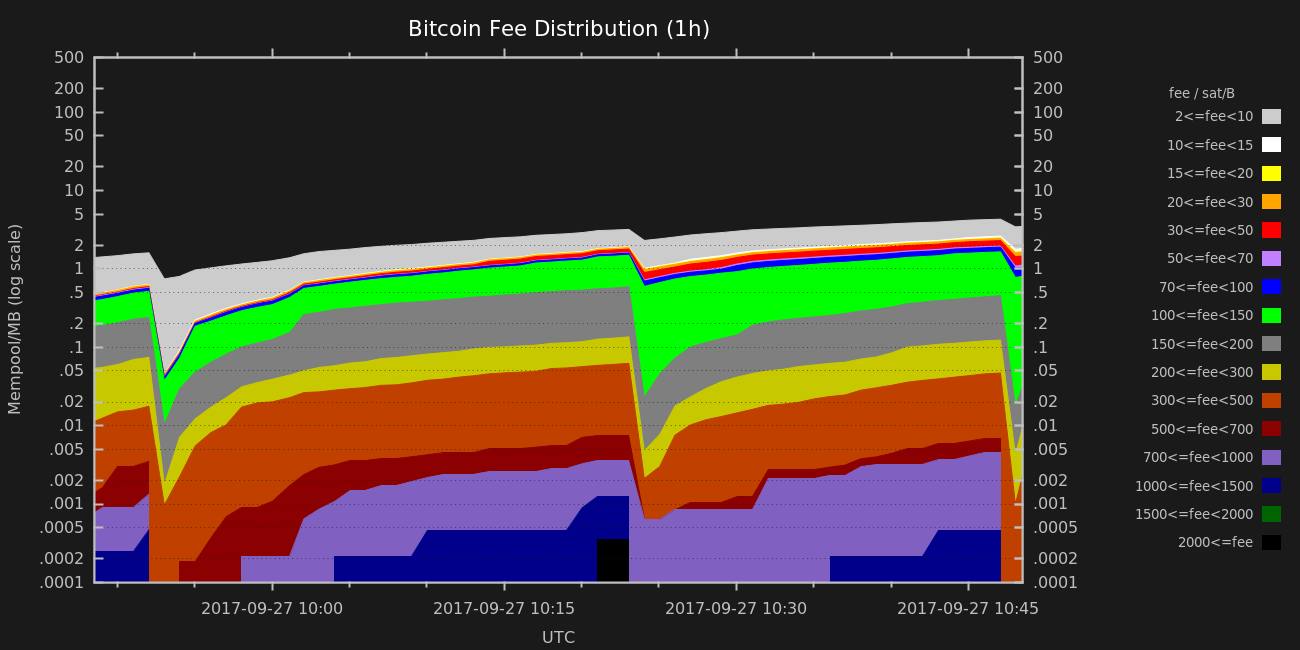 Bitcoin Fee Distribution (1h)
Mempool/MB (log scale)
500
200
100
50
20
10
5
2
1
.5
.2
.1
.05
.02
.01
.005
.002
.001
.0005
.0002
.0001
500
200
100
50
20
10
5
2
1
.5
.2
.1
.05
.02
.01
.005
.002
.001
.0005
.0002
.0001
2017-09-27 10:00
2017-09-27 10:15
2017-09-27 10:30
2017-09-27 10:45
UTC
fee / sat/B
2<=fee<10
10<=fee<15
15<=fee<20
20<=fee<30
30<=fee<50
50<=fee<70
70<=fee<100
100<=fee<150
150<=fee<200
200<=fee<300
300<=fee<500
500<=fee<700
700<=fee<1000
1000<=fee<1500
1500<=fee<2000
2000<=fee